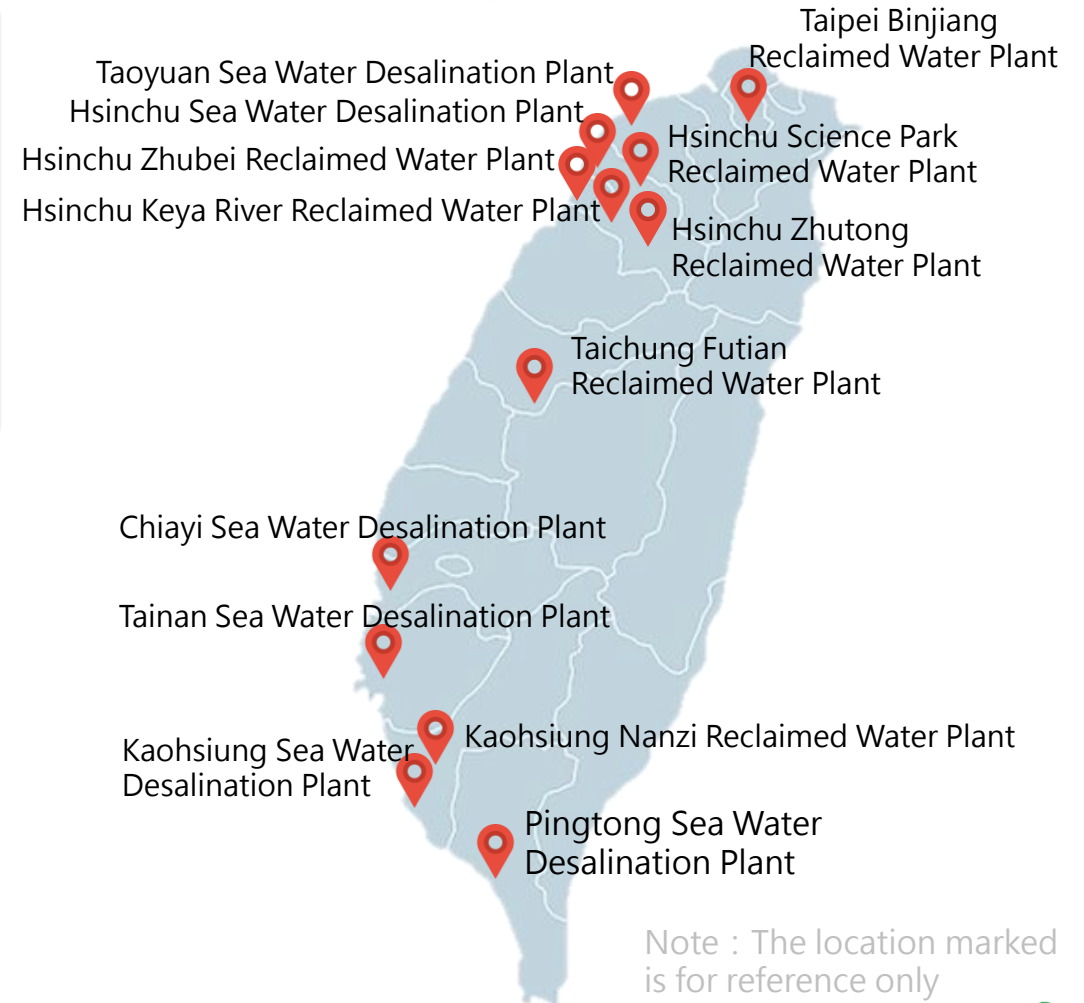 Taipei Binjiang
Reclaimed Water Plant
Taoyuan Sea Water Desalination Plant
Hsinchu Sea Water Desalination Plant
Hsinchu Science Park
Reclaimed Water Plant
Hsinchu Zhubei Reclaimed Water Plant
Hsinchu Keya River Reclaimed Water Plant
Hsinchu Zhutong
Reclaimed Water Plant
Taichung Futian
Reclaimed Water Plant
Chiayi Sea Water Desalination Plant
Tainan Sea Water Desalination Plant
Kaohsiung Nanzi Reclaimed Water Plant
Kaohsiung Sea Water
Desalination Plant
Pingtong Sea Water
Desalination Plant
Note：The location marked
is for reference only